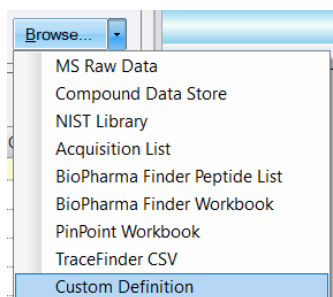 Browse...
MS Raw Data
Compound Data Store
NIST Library
Acquisition List
BioPharma Finder Peptide List
BioPharma Finder Workbook
PinPoint Workbook
TraceFinder CSV
Custom Definition